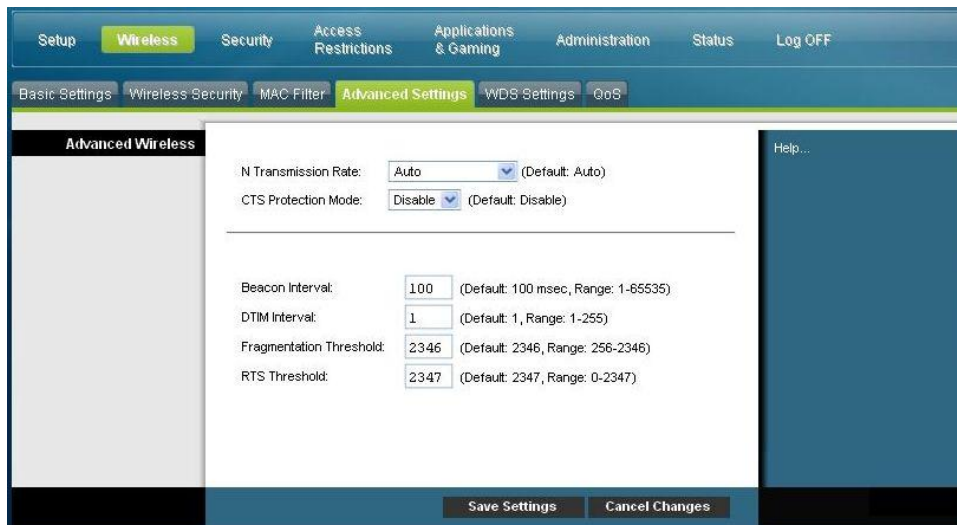 Setup Wireless Security Access Restrictions Applications & Gaming Administration Status Log OFF
Basic Settings Wireless Security MAC Filter Advanced Settings WDS Settings QoS
Advanced Wireless
Help...
N Transmission Rate: Auto (Default: Auto)
CTS Protection Mode: Disable (Default: Disable)
Beacon Interval: 100 (Default: 100 msec, Range: 1-65535)
DTIM Interval: 1 (Default: 1, Range: 1-255)
Fragmentation Threshold: 2346 (Default: 2346, Range: 256-2346)
RTS Threshold: 2347 (Default: 2347, Range: 0-2347)
Save Settings Cancel Changes